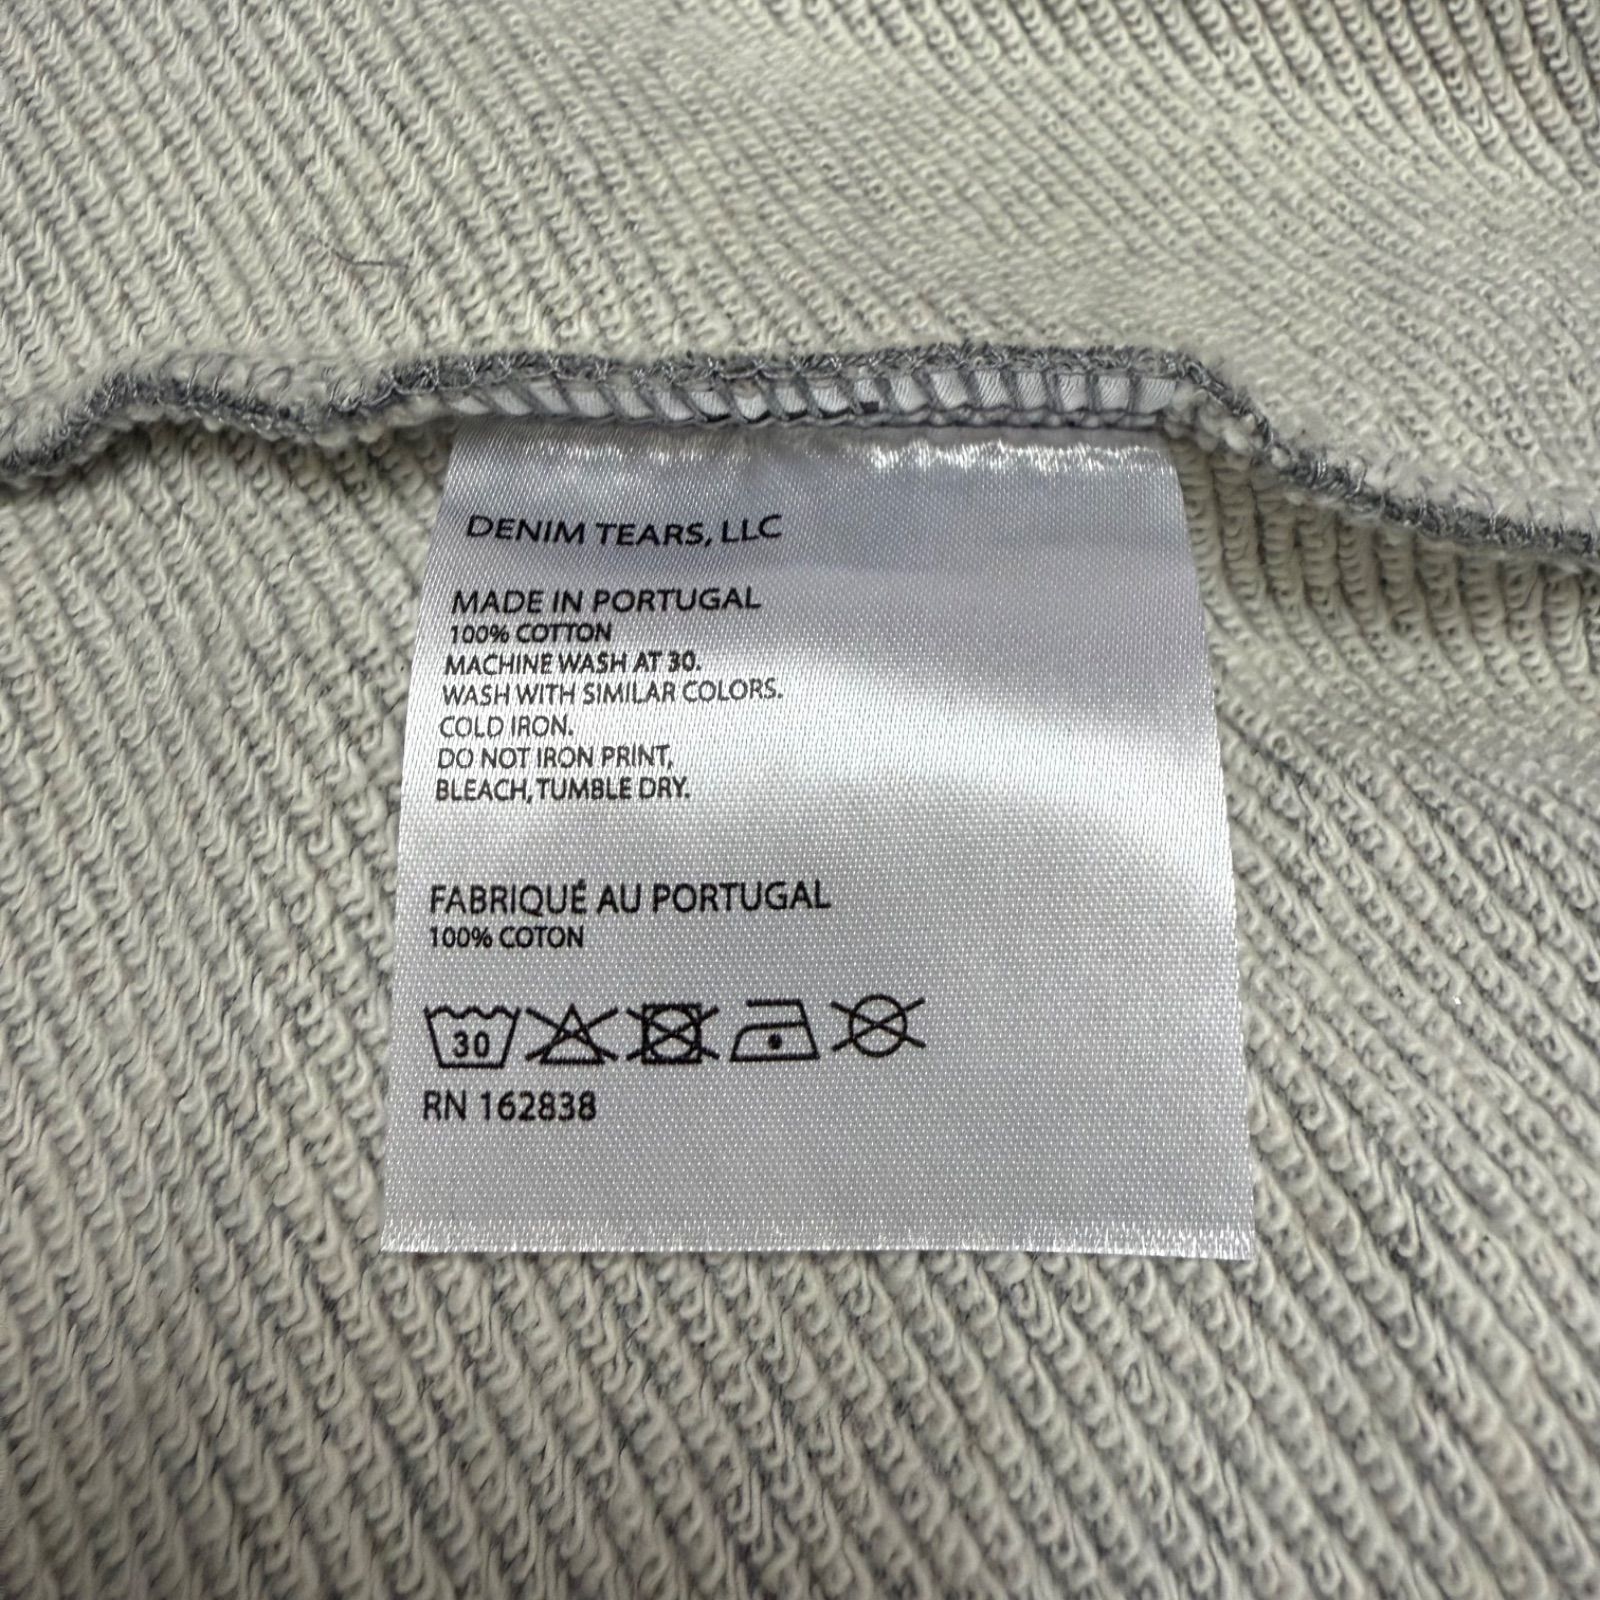 DENIM TEARS, LLC
MADE IN PORTUGAL
100% COTTON
MACHINE WASH AT 30.
WASH WITH SIMILAR COLORS.
COLD IRON.
DO NOT IRON PRINT,
BLEACH, TUMBLE DRY.
FABRIQUÉ AU PORTUGAL
100% COTON
30
RN 162838